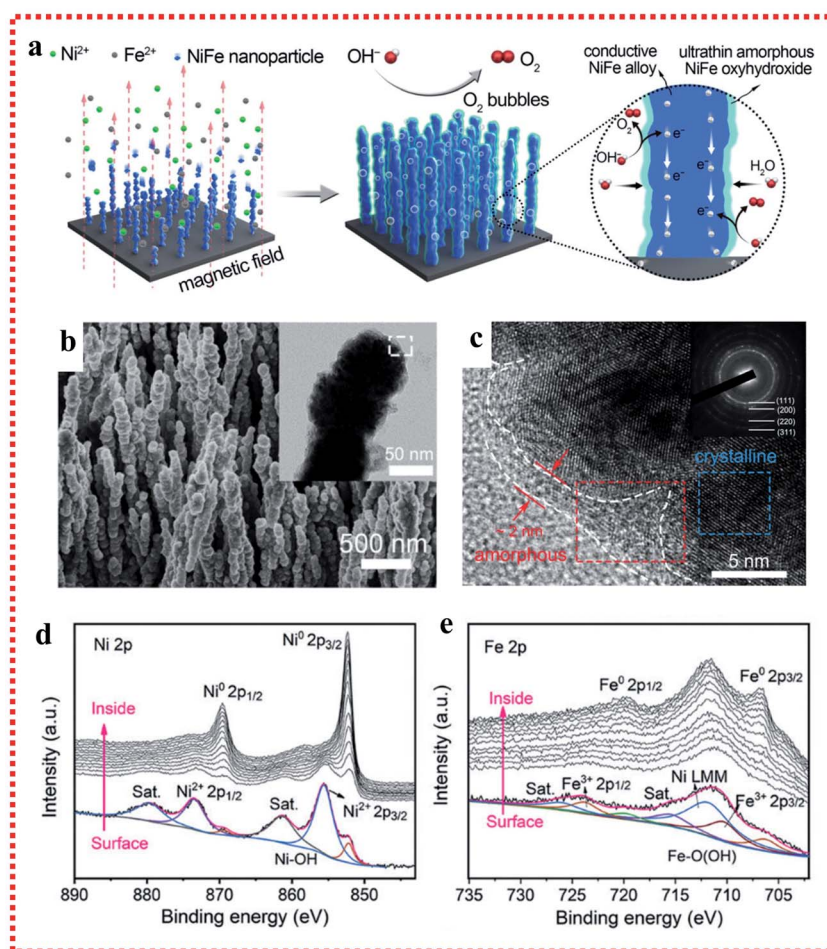 a
Ni²⁺ Fe²⁺ NiFe nanoparticle
OH⁻ O₂
O₂ bubbles
magnetic field
conductive
NiFe alloy
ultrathin amorphous
NiFe oxyhydroxide
O₂
e⁻
OH⁻
H₂O
e⁻
e⁻
e⁻
b
50 nm
500 nm
c
(111)
(200)
(220)
(311)
crystalline
≈ 2 nm
amorphous
5 nm
d
Ni 2p
Ni⁰ 2p3/2
Ni⁰ 2p1/2
Inside
Sat.
Ni²⁺ 2p1/2
Sat.
Ni²⁺ 2p3/2
Surface
Ni-OH
Intensity (a.u.)
890 880 870 860 850
Binding energy (eV)
e
Fe 2p
Fe⁰ 2p1/2
Fe⁰ 2p3/2
Inside
Sat.
Fe³⁺ 2p1/2
Sat.
Ni LMM
Fe³⁺ 2p3/2
Surface
Fe-O(OH)
Intensity (a.u.)
735 730 725 720 715 710 705
Binding energy (eV)